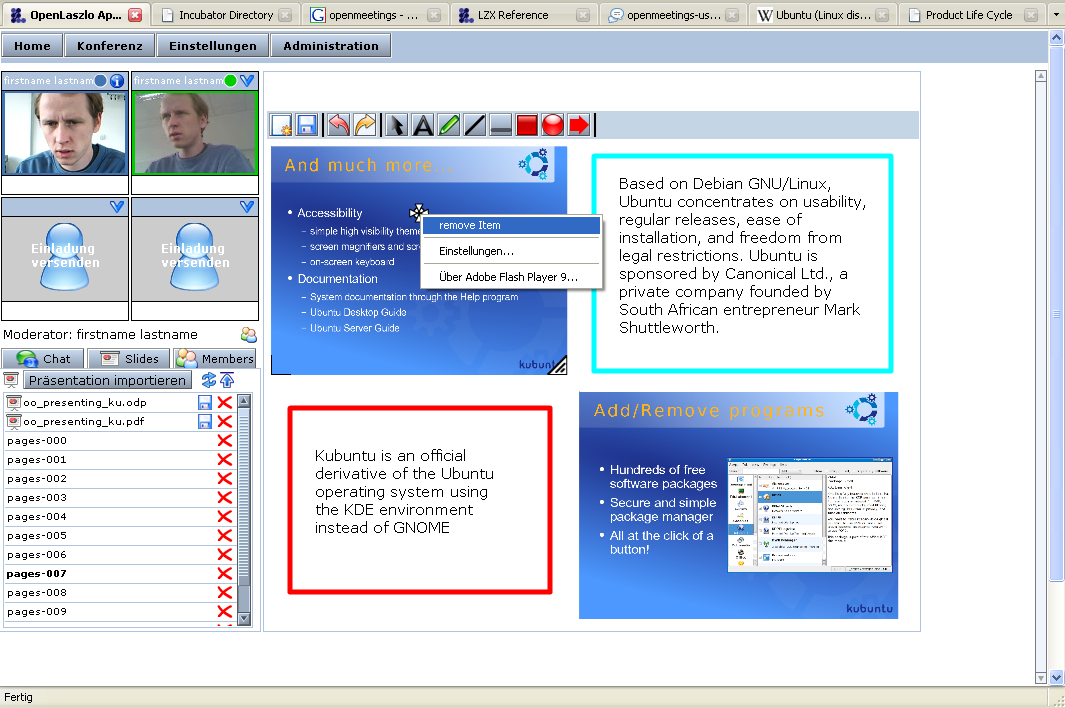 OpenLaszlo Ap...
Incubator Directory
openmeetings - ...
LZX Reference
openmeetings-us...
Ubuntu (Linux dis...
Product Life Cycle
Home
Konferenz
Einstellungen
Administration
firstname lastnam
firstname lastnam
Einladung
versenden
Einladung
versenden
Moderator: firstname lastname
Chat
Slides
Members
Präsentation importieren
oo_presenting_ku.odp
oo_presenting_ku.pdf
pages-000
pages-001
pages-002
pages-003
pages-004
pages-005
pages-006
pages-007
pages-008
pages-009
And much more...
• Accessibility
– simple high visibility theme
– screen megnifiers and scr
– on-screen keyboard
• Documentation
– System documentation through the Help program
– Ubuntu Desktop Guide
– Ubuntu Server Guide
kubuntu
remove Item
Einstellungen...
Über Adobe Flash Player 9...
Based on Debian GNU/Linux,
Ubuntu concentrates on usability,
regular releases, ease of
installation, and freedom from
legal restrictions. Ubuntu is
sponsored by Canonical Ltd., a
private company founded by
South African entrepreneur Mark
Shuttleworth.
Kubuntu is an official
derivative of the Ubuntu
operating system using
the KDE environment
instead of GNOME
Add/Remove programs
• Hundreds of free
software packages
• Secure and simple
package manager
• All at the click of a
button!
kubuntu
Fertig